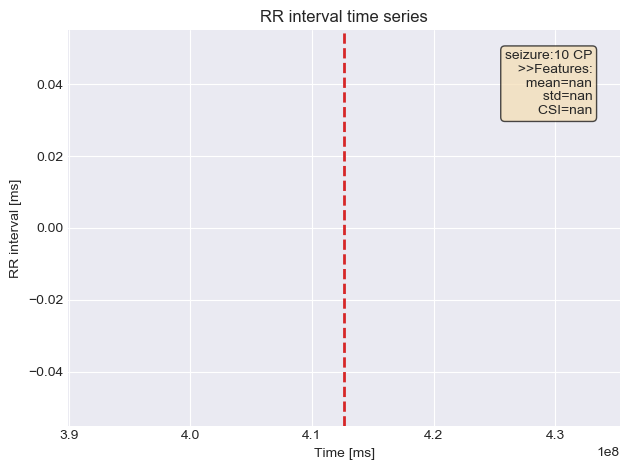 RR interval time series
seizure:10 CP
>>Features:
mean=nan
std=nan
CSI=nan
RR interval [ms]
0.04
0.02
0.00
−0.02
−0.04
3.9 4.0 4.1 4.2 4.3
Time [ms]
1e8